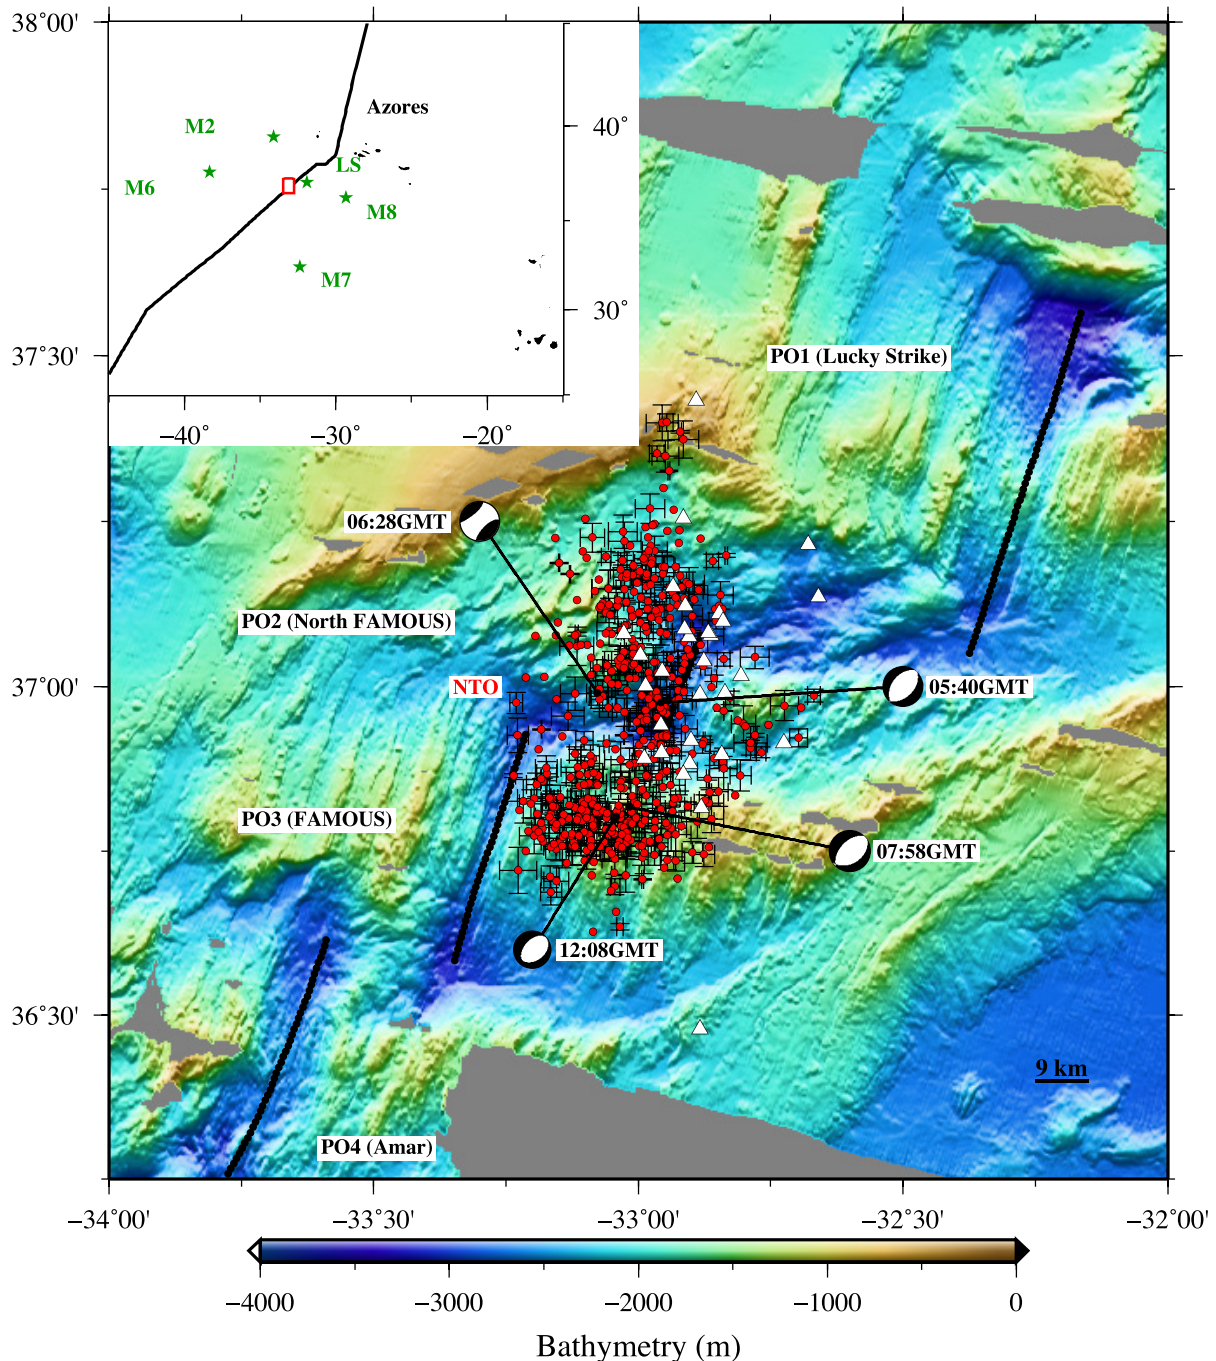 38°00'
37°30'
37°00'
36°30'
M2
Azores
M6
LS
M8
M7
40°
30°
−40°
−30°
−20°
PO1 (Lucky Strike)
06:28GMT
PO2 (North FAMOUS)
NTO
05:40GMT
PO3 (FAMOUS)
07:58GMT
12:08GMT
9 km
PO4 (Amar)
−34°00'
−33°30'
−33°00'
−32°30'
−32°00'
−4000
−3000
−2000
−1000
0
Bathymetry (m)